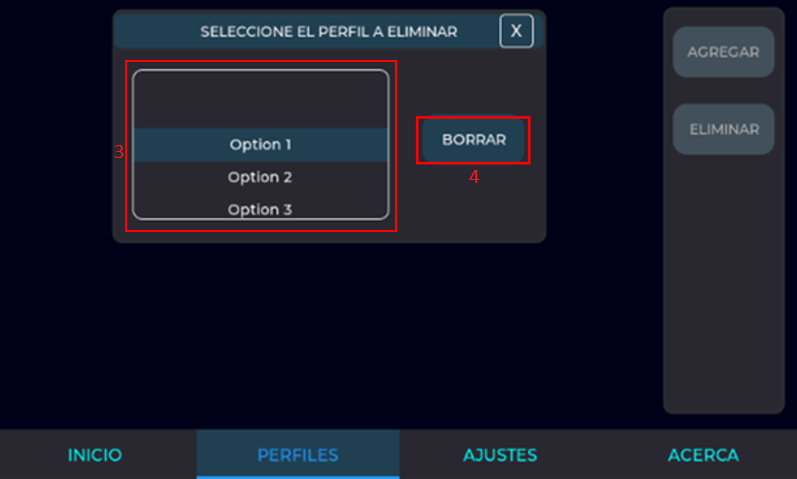 SELECCIONE EL PERFIL A ELIMINAR
X
AGREGAR
ELIMINAR
3
Option 1
Option 2
Option 3
BORRAR
4
INICIO
PERFILES
AJUSTES
ACERCA